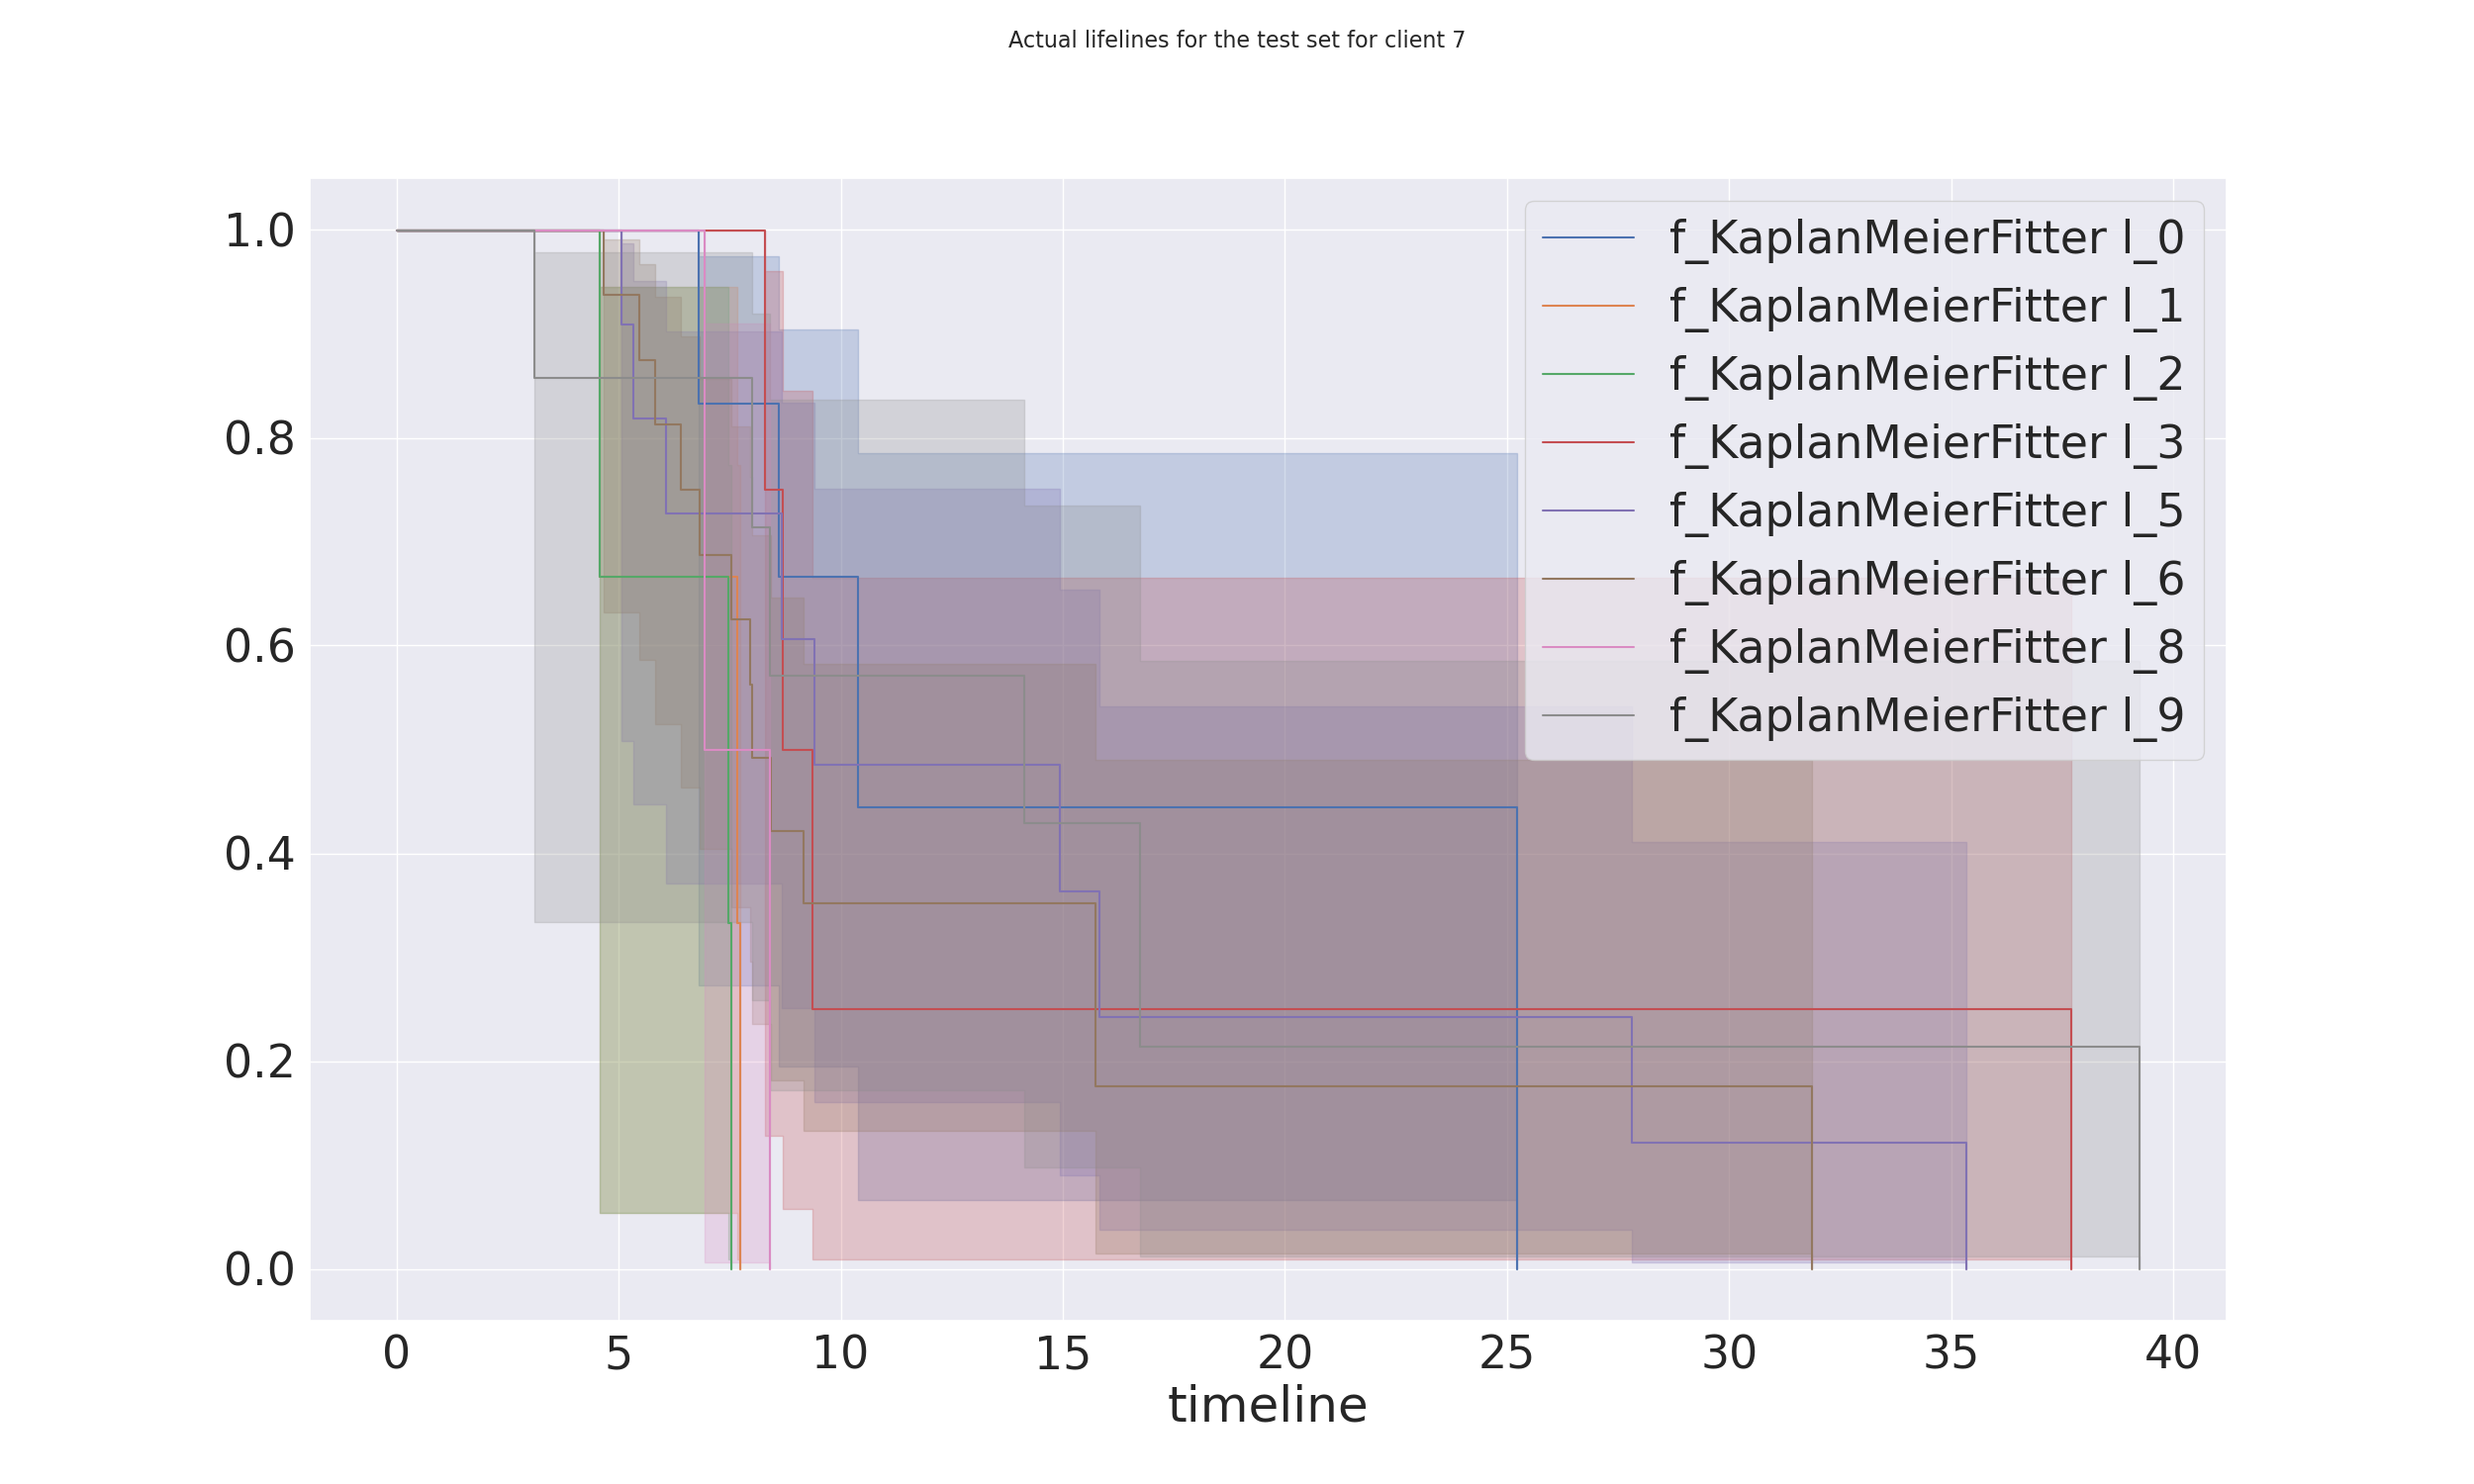 Actual lifelines for the test set for client 7
1.0
0.8
0.6
0.4
0.2
0.0
f_KaplanMeierFitter l_0
f_KaplanMeierFitter l_1
f_KaplanMeierFitter l_2
f_KaplanMeierFitter l_3
f_KaplanMeierFitter l_5
f_KaplanMeierFitter l_6
f_KaplanMeierFitter l_8
f_KaplanMeierFitter l_9
0 5 10 15 20 25 30 35 40
timeline